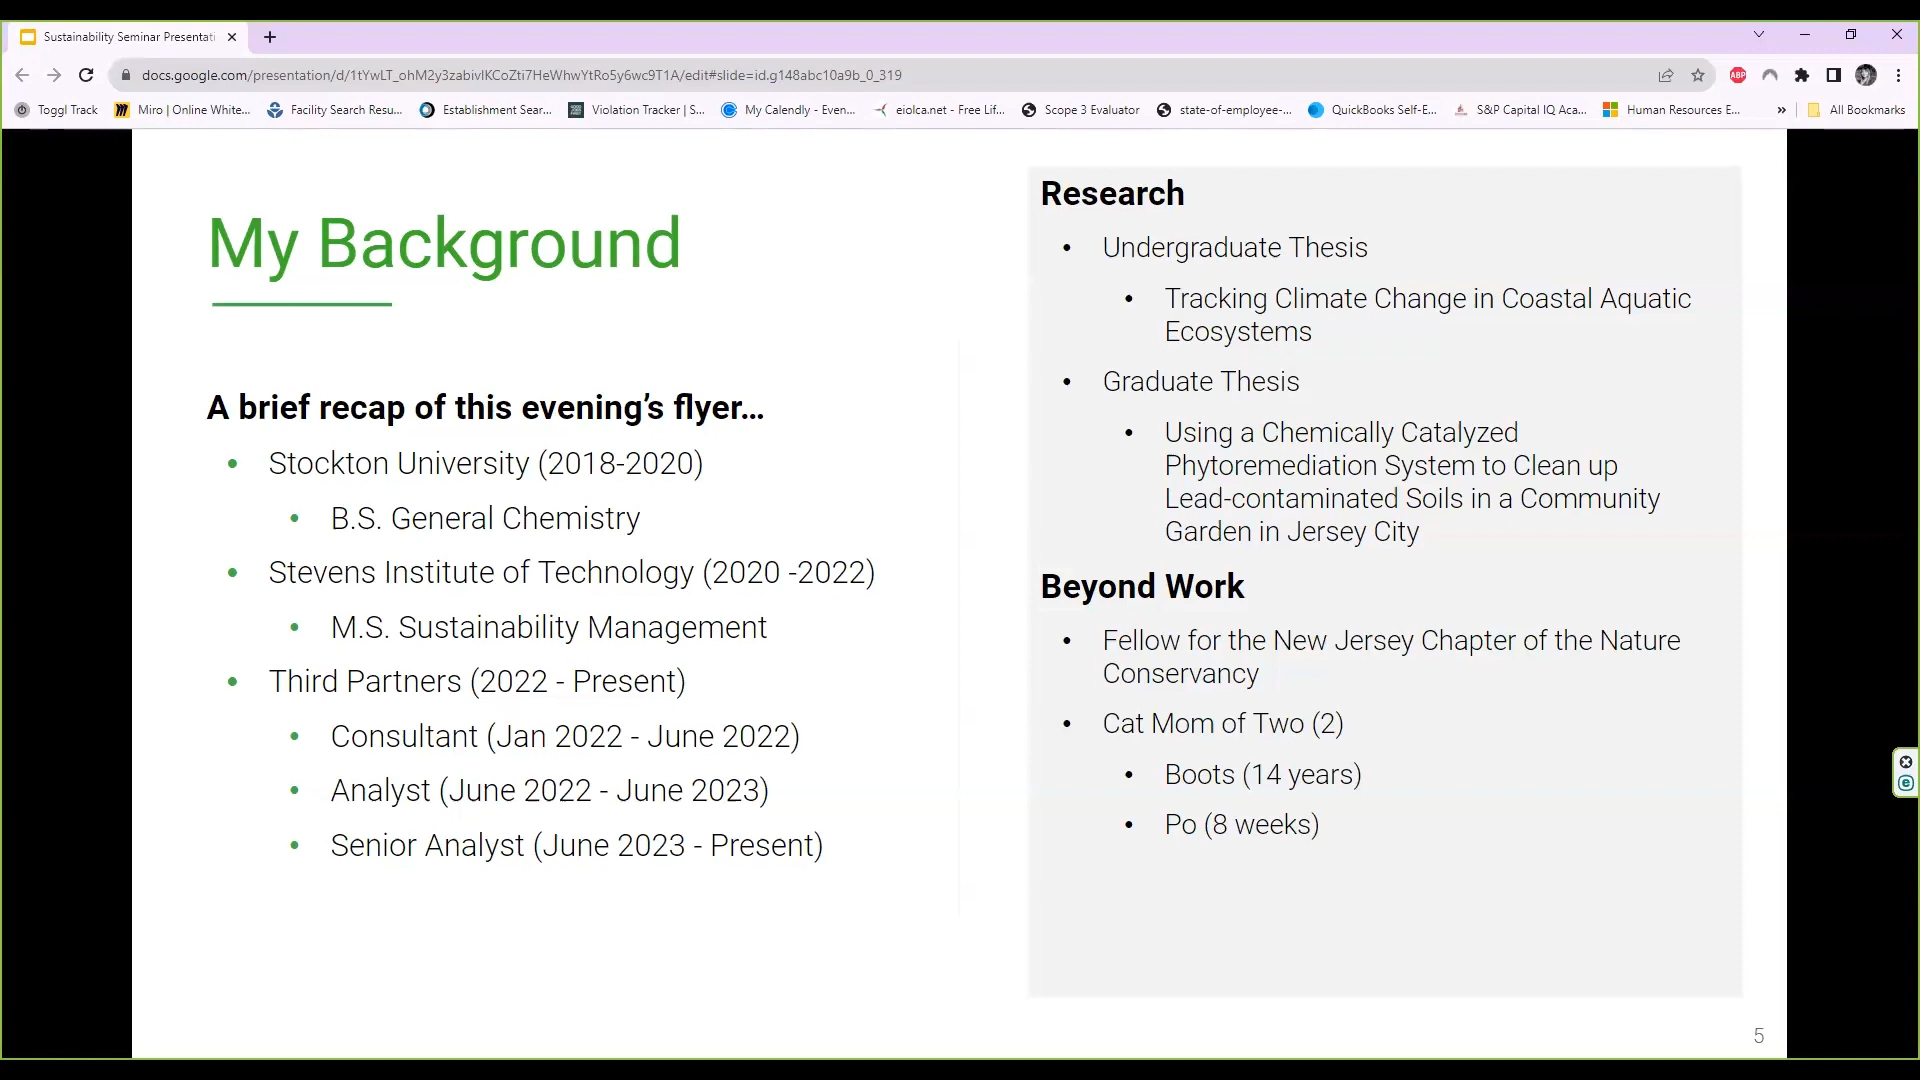 Sustainability Seminar Presentati
docs.google.com/presentation/d/1tYwLT_ohM2y3zabivIKCoZti7HeWhwYtRo5y6wc9T1A/edit#slide=id.g148abc10a9b_0_319
ABP
Toggl Track Miro | Online White... Facility Search Resu... Establishment Sear... Violation Tracker | S... My Calendly - Even... eiolca.net - Free Lif... Scope 3 Evaluator state-of-employee-... QuickBooks Self-E... S&P Capital IQ Aca... Human Resources E... » All Bookmarks
My Background
A brief recap of this evening’s flyer...
• Stockton University (2018-2020)
• B.S. General Chemistry
• Stevens Institute of Technology (2020 -2022)
• M.S. Sustainability Management
• Third Partners (2022 - Present)
• Consultant (Jan 2022 - June 2022)
• Analyst (June 2022 - June 2023)
• Senior Analyst (June 2023 - Present)
Research
• Undergraduate Thesis
• Tracking Climate Change in Coastal Aquatic
Ecosystems
• Graduate Thesis
• Using a Chemically Catalyzed
Phytoremediation System to Clean up
Lead-contaminated Soils in a Community
Garden in Jersey City
Beyond Work
• Fellow for the New Jersey Chapter of the Nature
Conservancy
• Cat Mom of Two (2)
• Boots (14 years)
• Po (8 weeks)
5